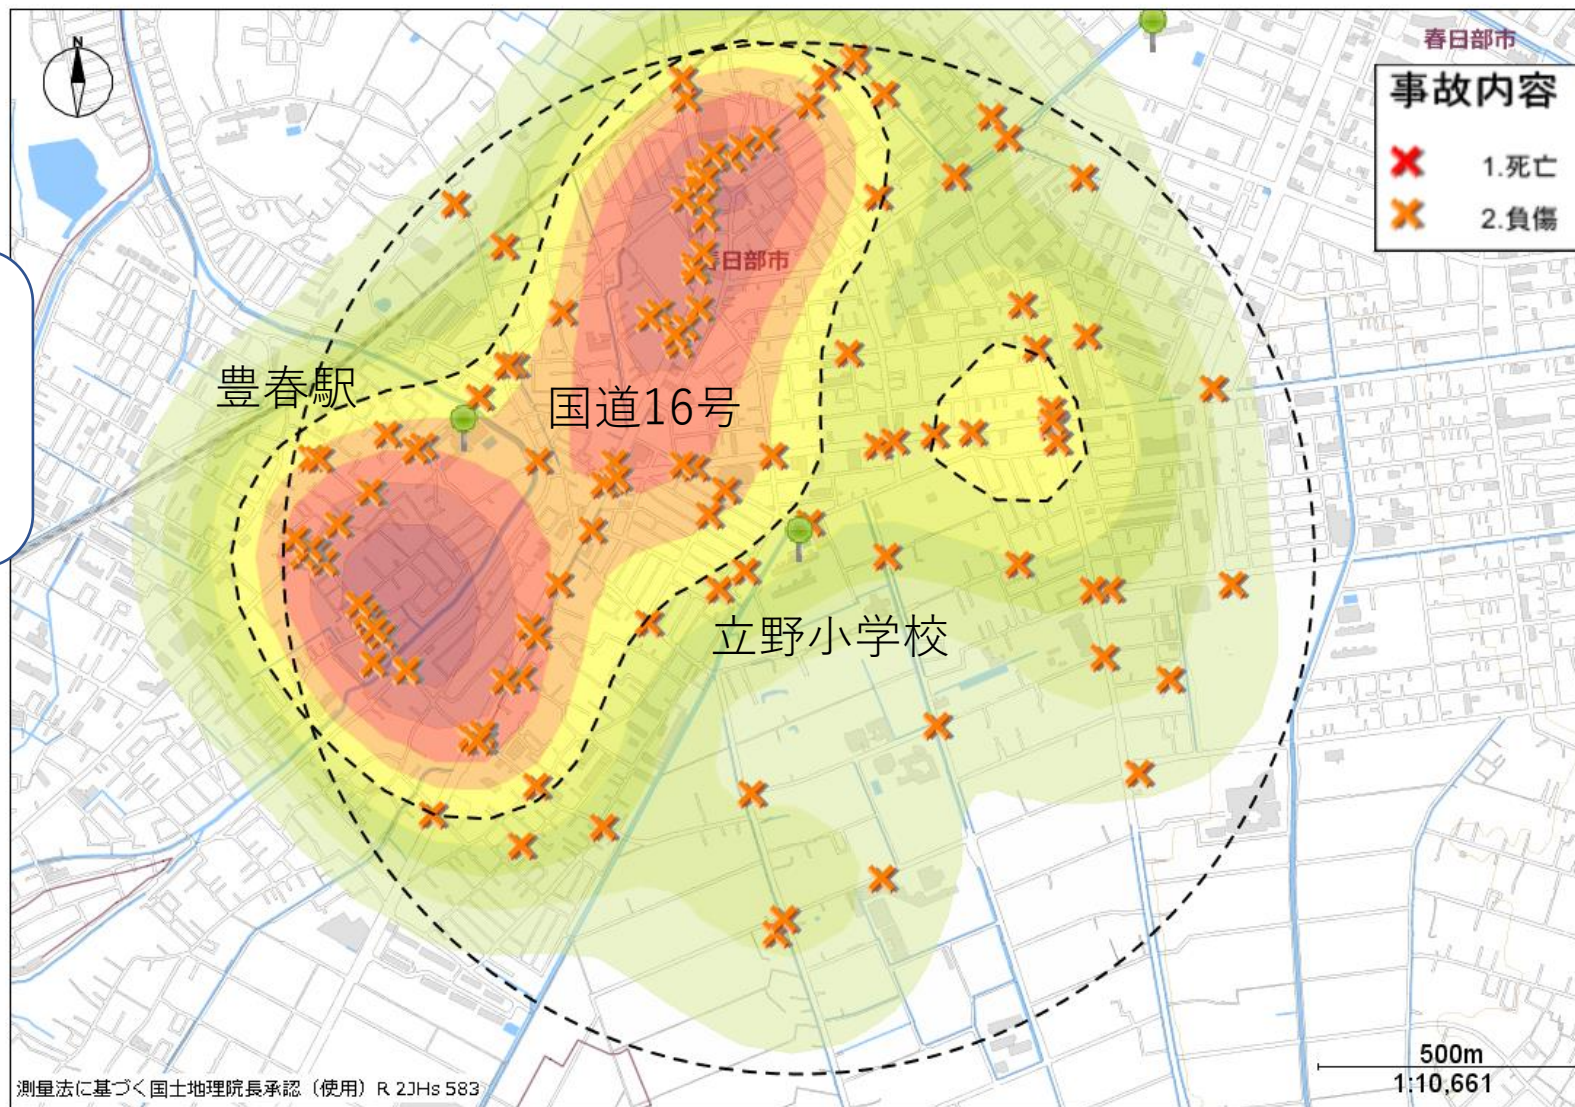 N
春日部市
事故内容
1.死亡
2.負傷
春日部市
豊春駅
国道16号
立野小学校
測量法に基づく国土地理院長承認（使用）R 2JHs 583
500m
1:10,661